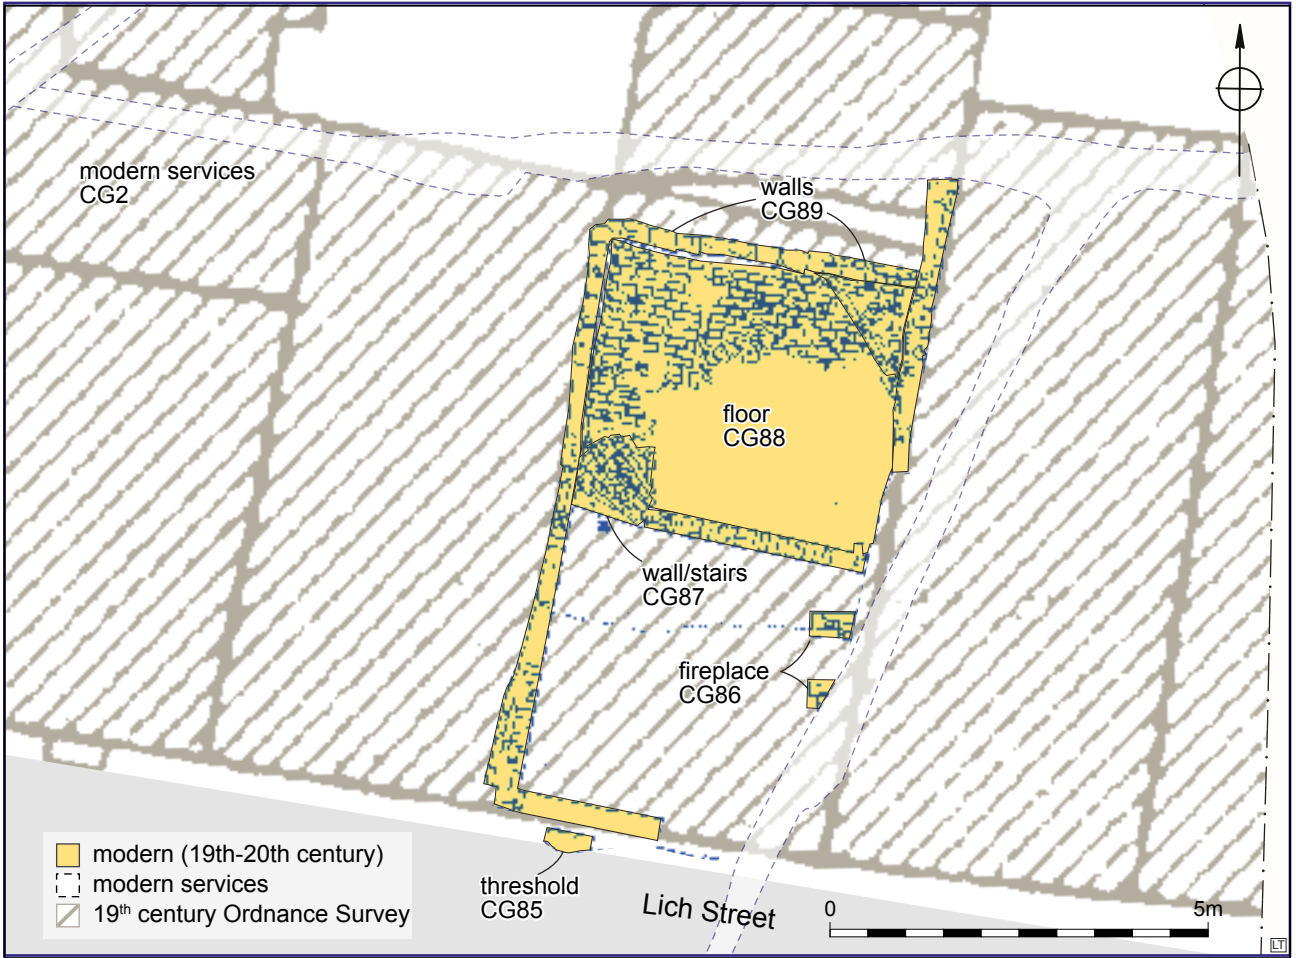 modern services
CG2
walls
CG89
floor
CG88
wall/stairs
CG87
fireplace
CG86
threshold
CG85
Lich Street
modern (19th-20th century)
modern services
19th century Ordnance Survey
0 5m
LT